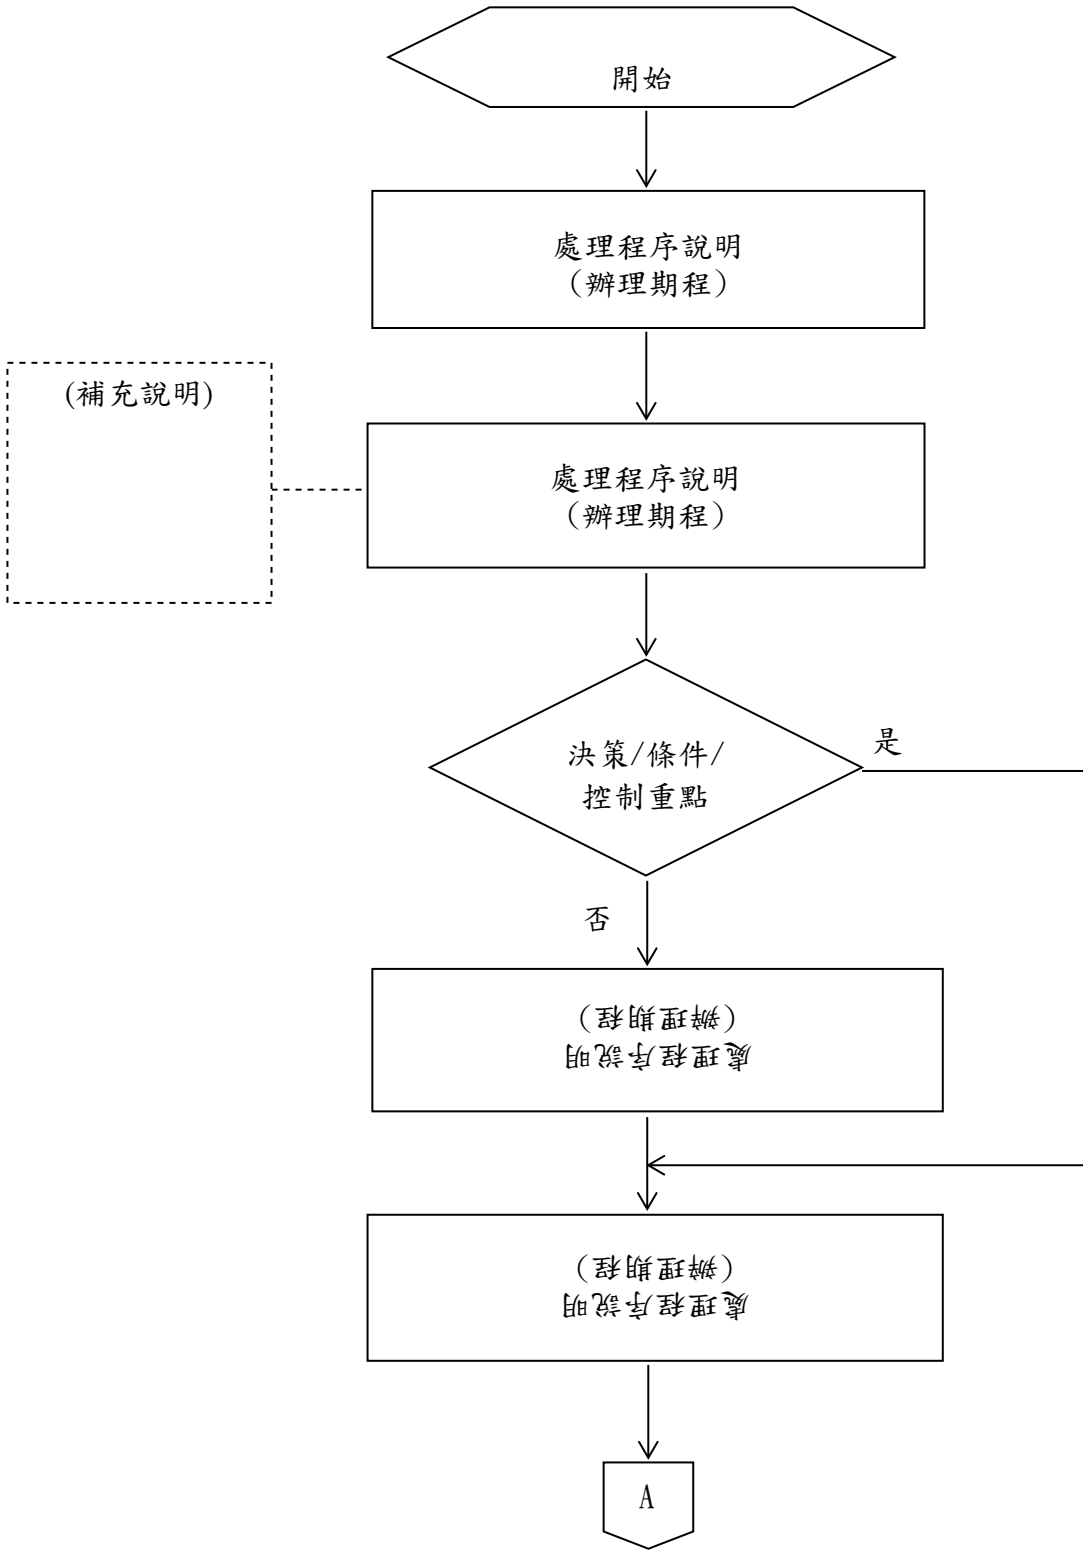 開始
處理程序說明
（辦理期程）
(補充說明)
處理程序說明
（辦理期程）
決策/條件/
控制重點
是
否
處理程序說明
（辦理期程）
處理程序說明
（辦理期程）
A